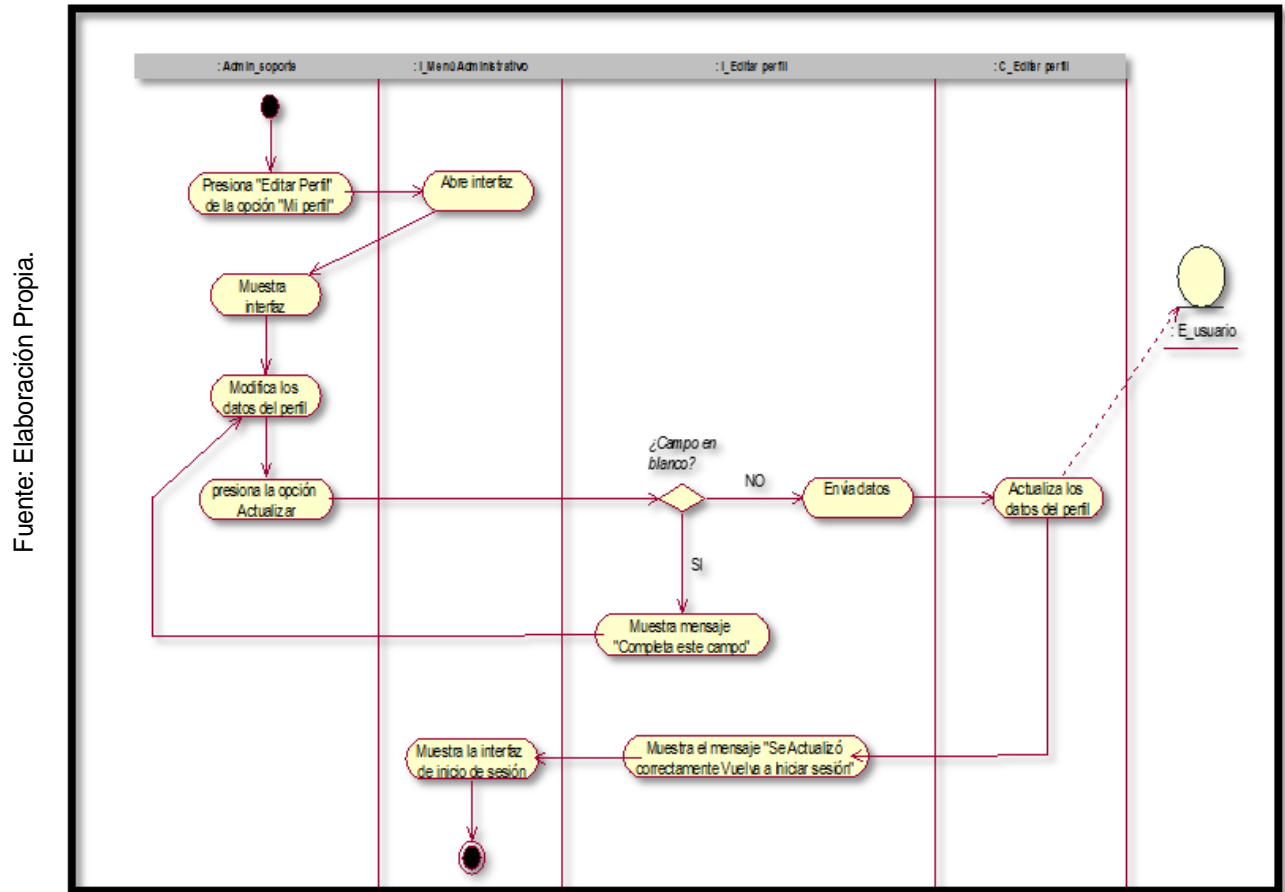 Fuente: Elaboración Propia.
: Admin_soporte
: I_Menú Administrativo
: I_Editar perfil
: C_Editar perfil
Presiona "Editar Perfil"
de la opción "Mi perfil"
Abre interfaz
Muestra
interfaz
: E_usuario
Modifica los
datos del perfil
¿Campo en
blanco?
presiona la opción
Actualizar
NO
Envía datos
Actualiza los
datos del perfil
SI
Muestra mensaje
"Completa este campo"
Muestra la interfaz
de inicio de sesión
Muestra el mensaje "Se Actualizó
correctamente Vuelva a Iniciar sesión"